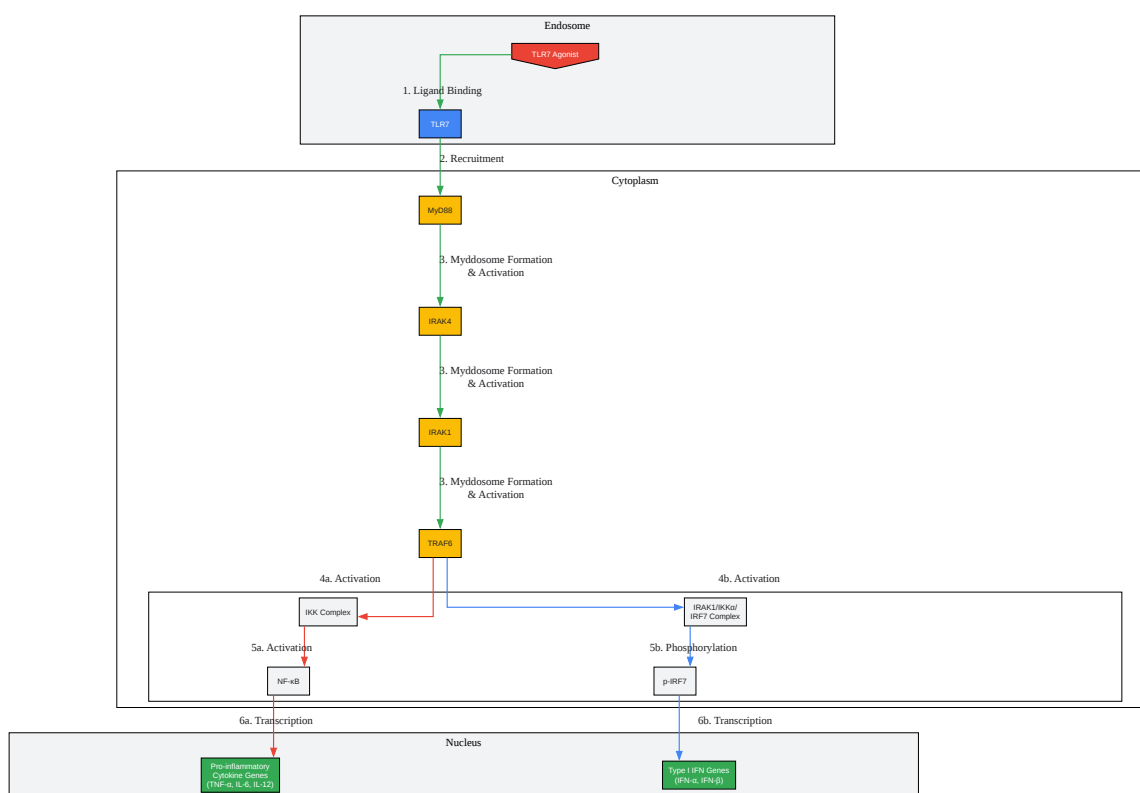 Endosome
TLR7 Agonist
1. Ligand Binding
TLR7
2. Recruitment
Cytoplasm
MyD88
3. Myddosome Formation
& Activation
IRAK4
3. Myddosome Formation
& Activation
IRAK1
3. Myddosome Formation
& Activation
TRAF6
4a. Activation
4b. Activation
IKK Complex
IRAK1/IKKα/
IRF7 Complex
5a. Activation
5b. Phosphorylation
NF-κB
p-IRF7
6a. Transcription
6b. Transcription
Nucleus
Pro-inflammatory
Cytokine Genes
(TNF-α, IL-6, IL-12)
Type I IFN Genes
(IFN-α, IFN-β)